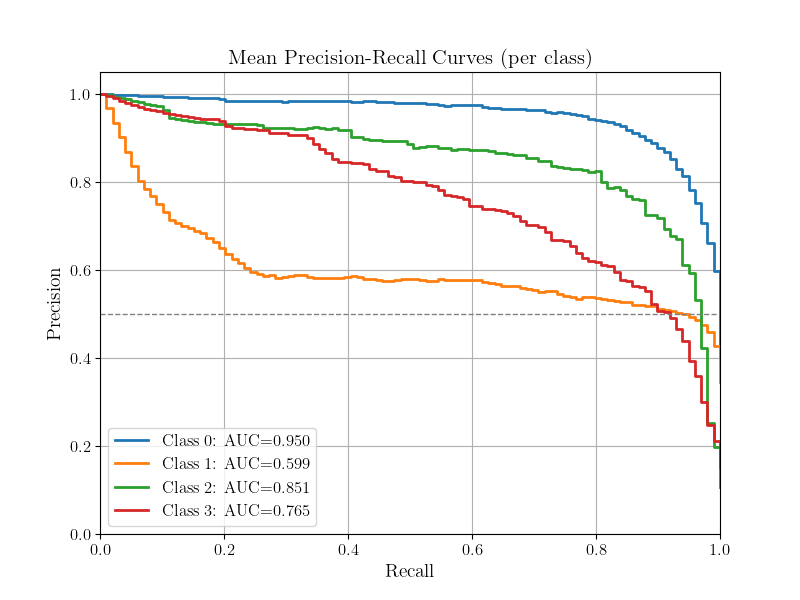 Mean Precision-Recall Curves (per class)
Precision
1.0
0.8
0.6
0.4
0.2
0.0
Class 0: AUC=0.950
Class 1: AUC=0.599
Class 2: AUC=0.851
Class 3: AUC=0.765
0.0 0.2 0.4 0.6 0.8 1.0
Recall